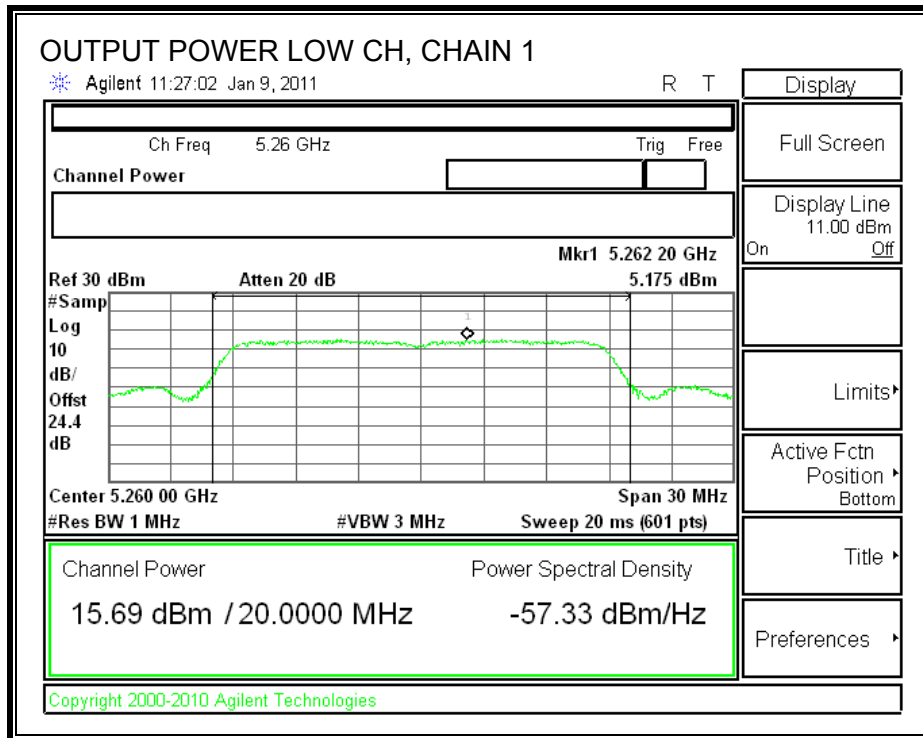 OUTPUT POWER LOW CH, CHAIN 1
Agilent 11:27:02 Jan 9, 2011 R T
Display
Ch Freq 5.26 GHz Trig Free
Full Screen
Channel Power
Display Line
11.00 dBm
On Off
Mkr1 5.262 20 GHz
Ref 30 dBm Atten 20 dB 5.175 dBm
#Samp
Log
10
dB/
Offst
24.4
dB
1
Limits
Active Fctn
Position
Bottom
Center 5.260 00 GHz Span 30 MHz
#Res BW 1 MHz #VBW 3 MHz Sweep 20 ms (601 pts)
Title
Channel Power Power Spectral Density
15.69 dBm / 20.0000 MHz -57.33 dBm/Hz
Preferences
Copyright 2000-2010 Agilent Technologies